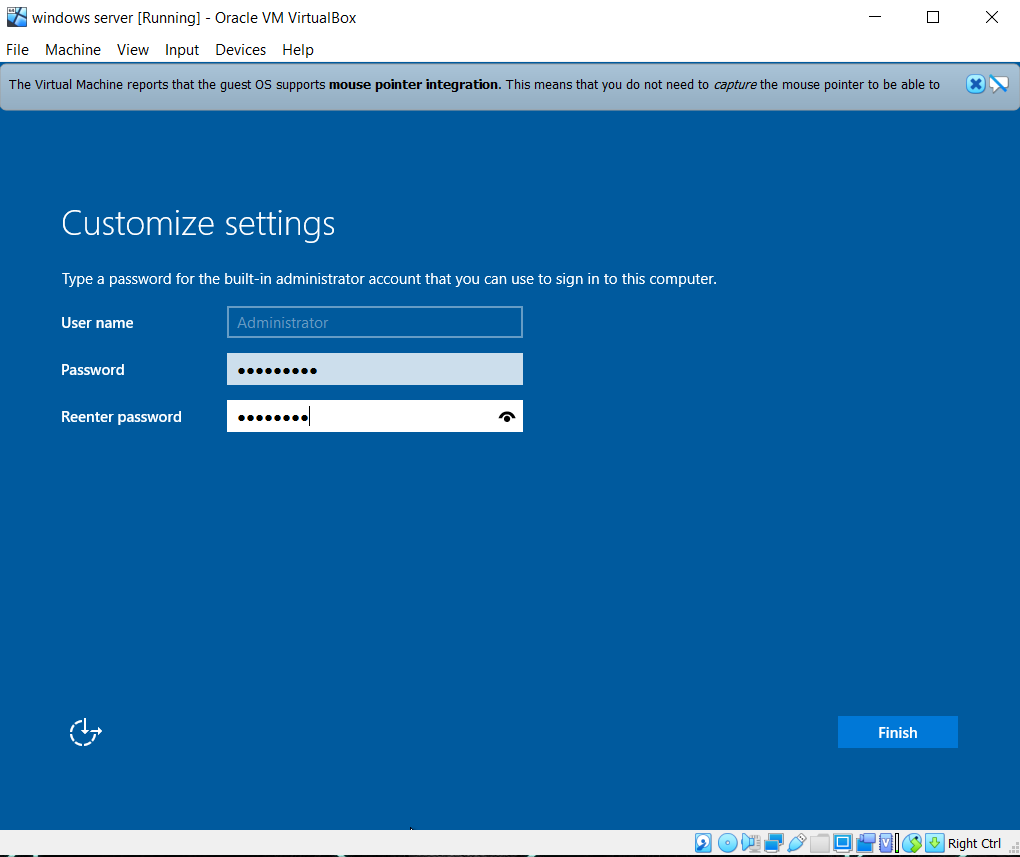 windows server [Running] - Oracle VM VirtualBox
File Machine View Input Devices Help
The Virtual Machine reports that the guest OS supports mouse pointer integration. This means that you do not need to capture the mouse pointer to be able to
Customize settings
Type a password for the built-in administrator account that you can use to sign in to this computer.
User name Administrator
Password •••••••••
Reenter password ••••••••
Finish
Right Ctrl